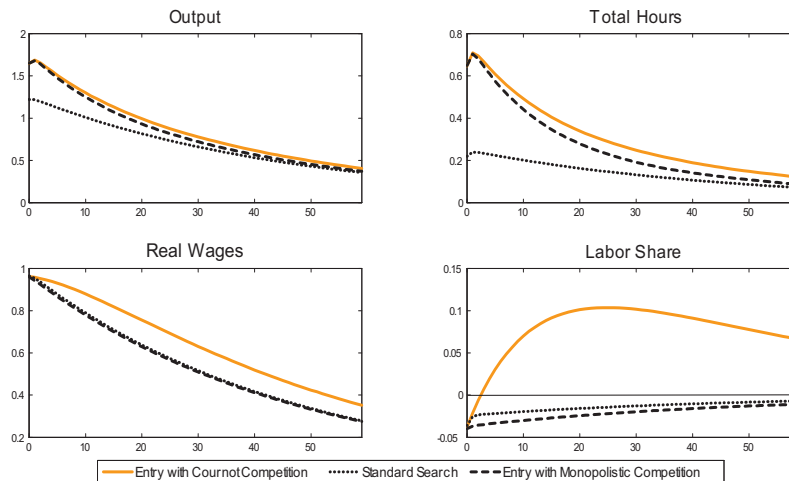 Output
Total Hours
2
1.5
1
0.5
0
0 10 20 30 40 50
0.8
0.6
0.4
0.2
0
0 10 20 30 40 50
Real Wages
Labor Share
1
0.8
0.6
0.4
0.2
0 10 20 30 40 50
0.15
0.1
0.05
0
-0.05
0 10 20 30 40 50
Entry with Cournot Competition Standard Search Entry with Monopolistic Competition